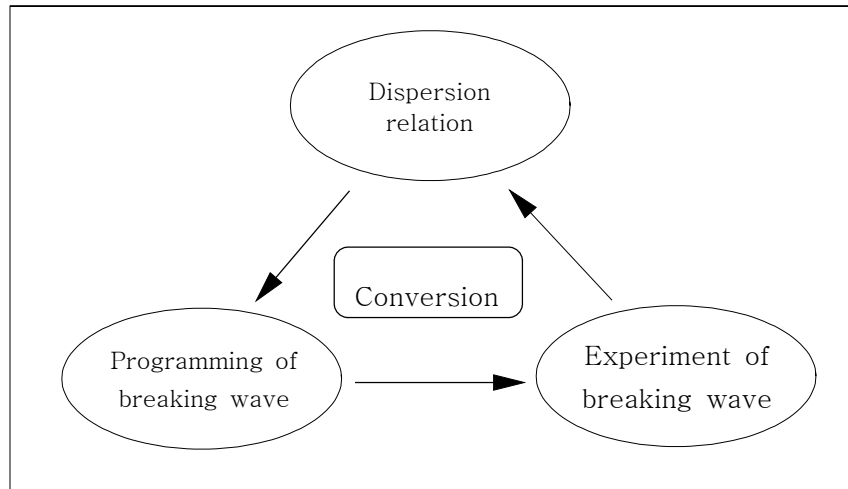 Dispersion
relation
Conversion
Programming of
breaking wave
Experiment of
breaking wave